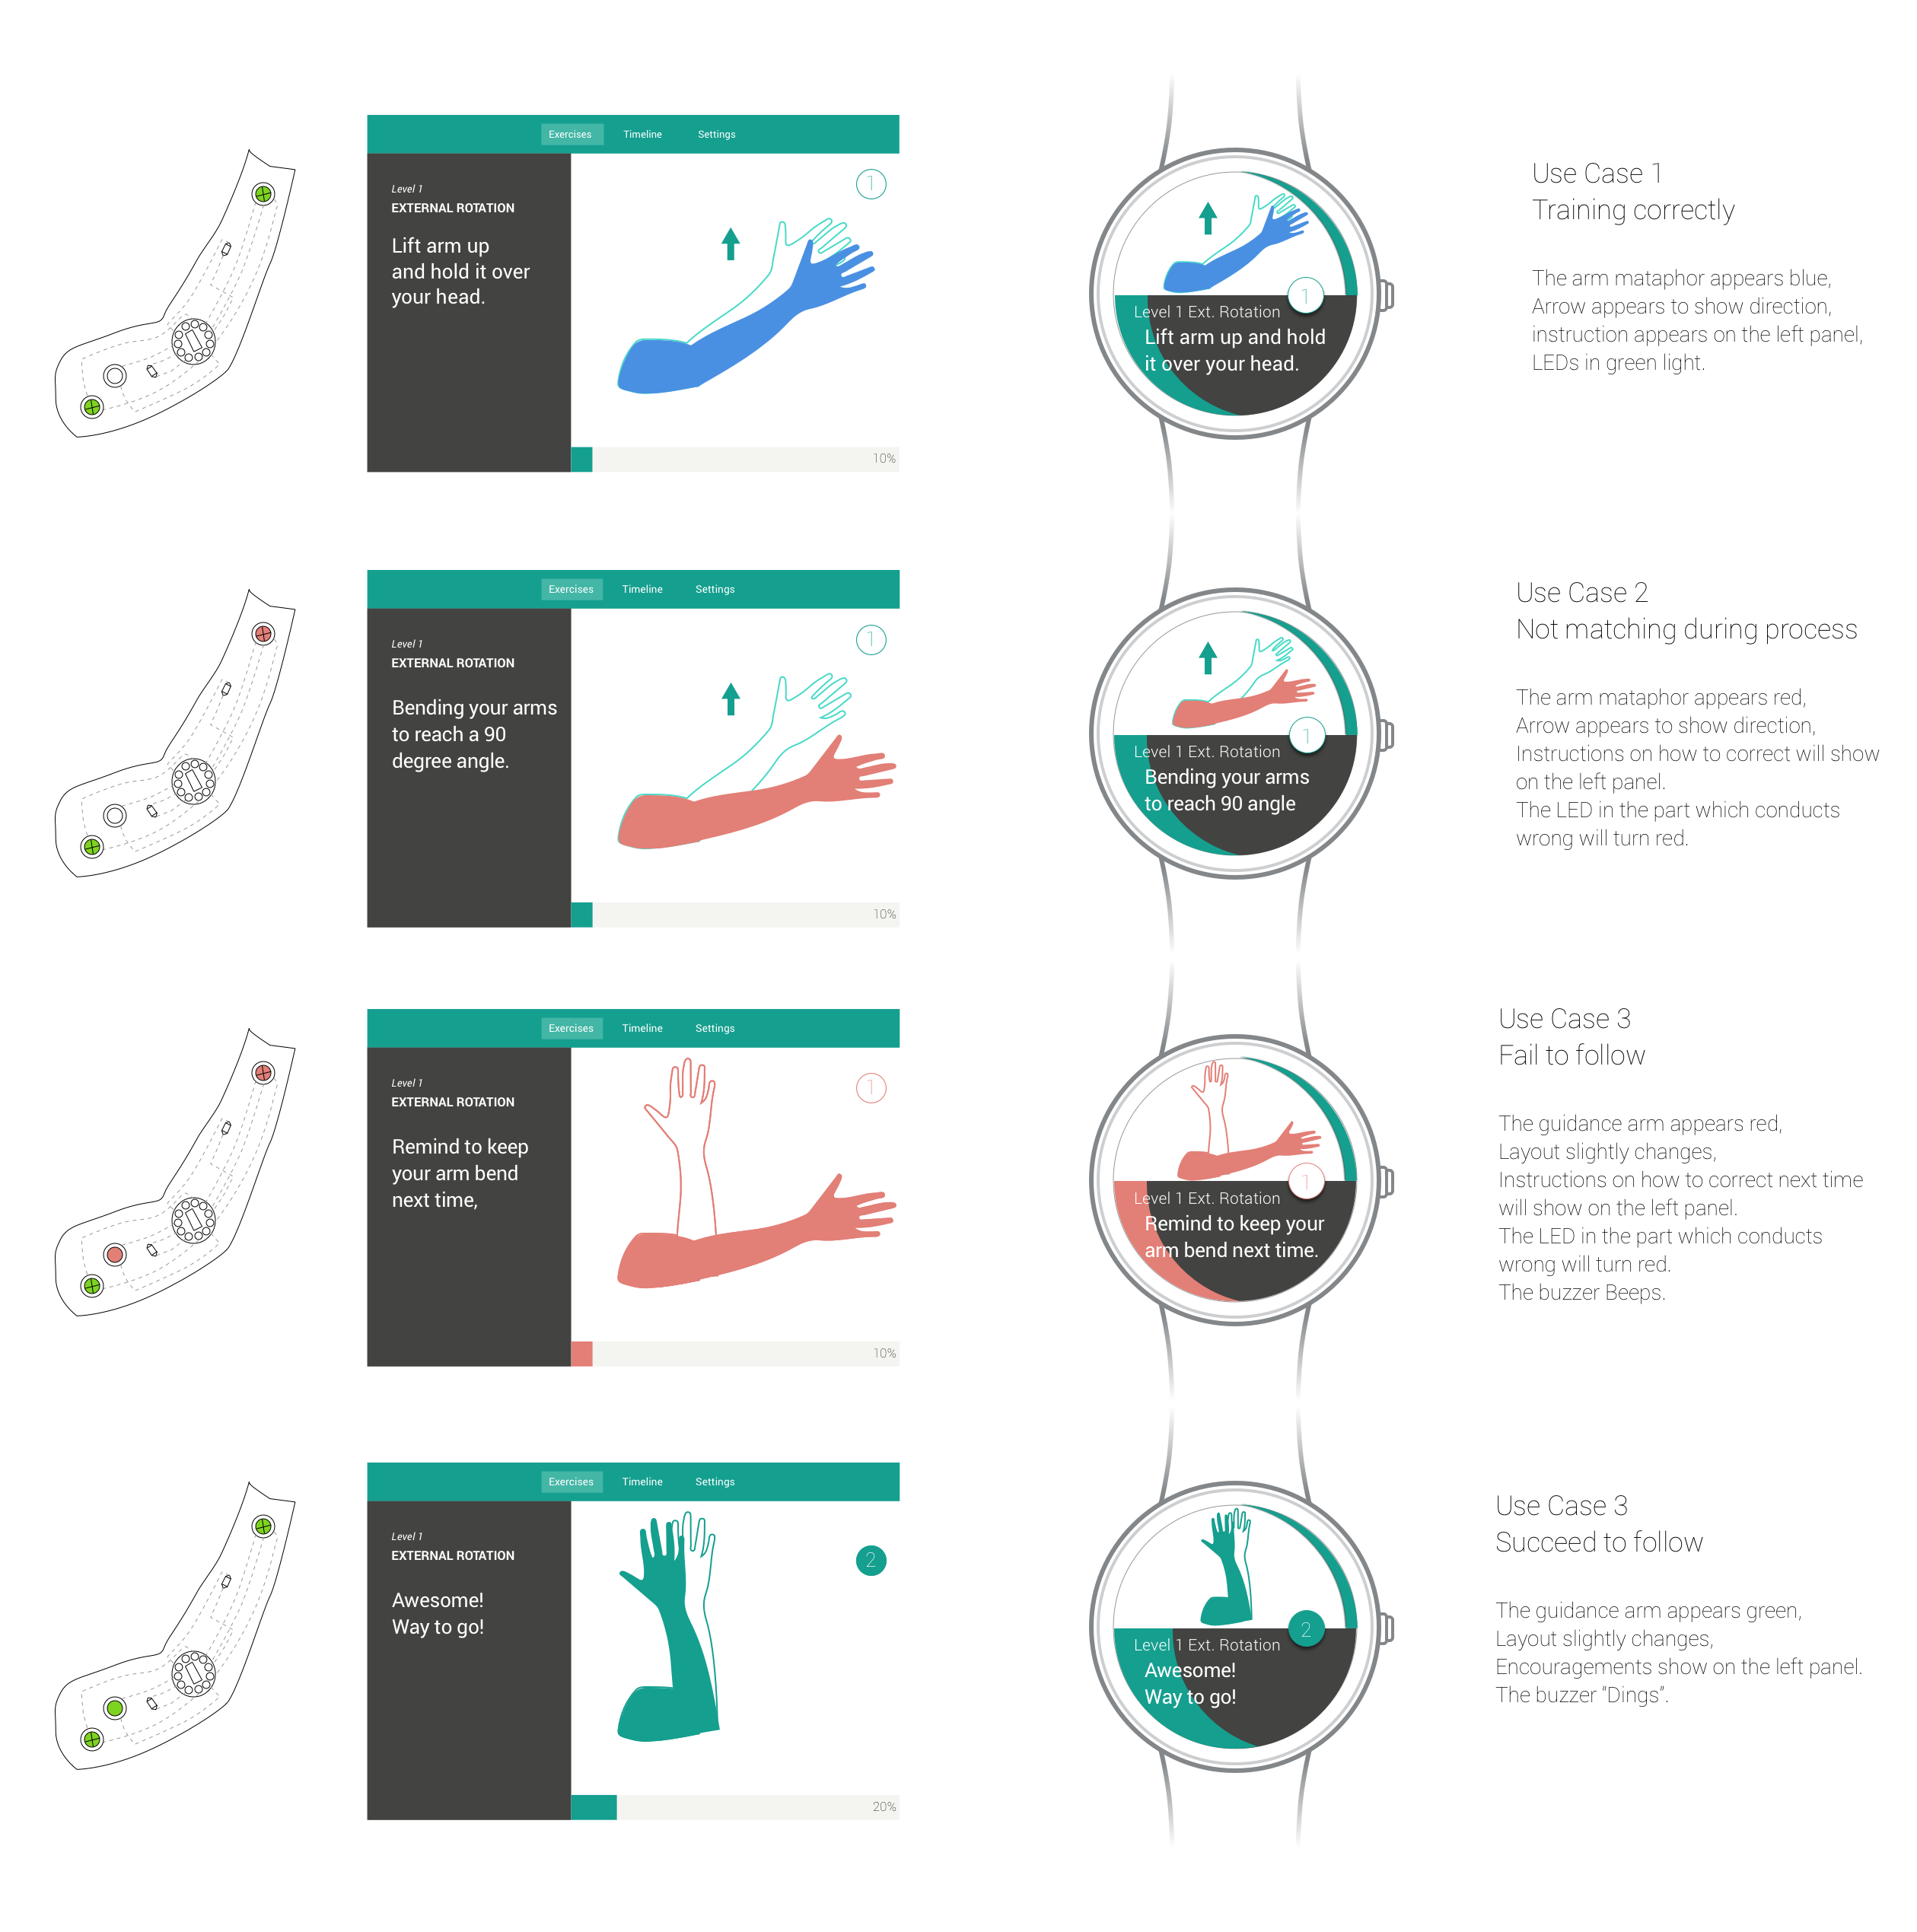 Exercises Timeline Settings
Level 1
EXTERNAL ROTATION
Lift arm up
and hold it over
your head.
1
10%
1
Level 1 Ext. Rotation
Lift arm up and hold
it over your head.
Use Case 1
Training correctly
The arm mataphor appears blue,
Arrow appears to show direction,
instruction appears on the left panel,
LEDs in green light.
Exercises Timeline Settings
Level 1
EXTERNAL ROTATION
Bending your arms
to reach a 90
degree angle.
1
10%
1
Level 1 Ext. Rotation
Bending your arms
to reach 90 angle
Use Case 2
Not matching during process
The arm mataphor appears red,
Arrow appears to show direction,
Instructions on how to correct will show
on the left panel.
The LED in the part which conducts
wrong will turn red.
Exercises Timeline Settings
Level 1
EXTERNAL ROTATION
Remind to keep
your arm bend
next time,
1
10%
1
Level 1 Ext. Rotation
Remind to keep your
arm bend next time.
Use Case 3
Fail to follow
The guidance arm appears red,
Layout slightly changes,
Instructions on how to correct next time
will show on the left panel.
The LED in the part which conducts
wrong will turn red.
The buzzer Beeps.
Exercises Timeline Settings
Level 1
EXTERNAL ROTATION
Awesome!
Way to go!
2
20%
2
Level 1 Ext. Rotation
Awesome!
Way to go!
Use Case 3
Succeed to follow
The guidance arm appears green,
Layout slightly changes,
Encouragements show on the left panel.
The buzzer “Dings”.